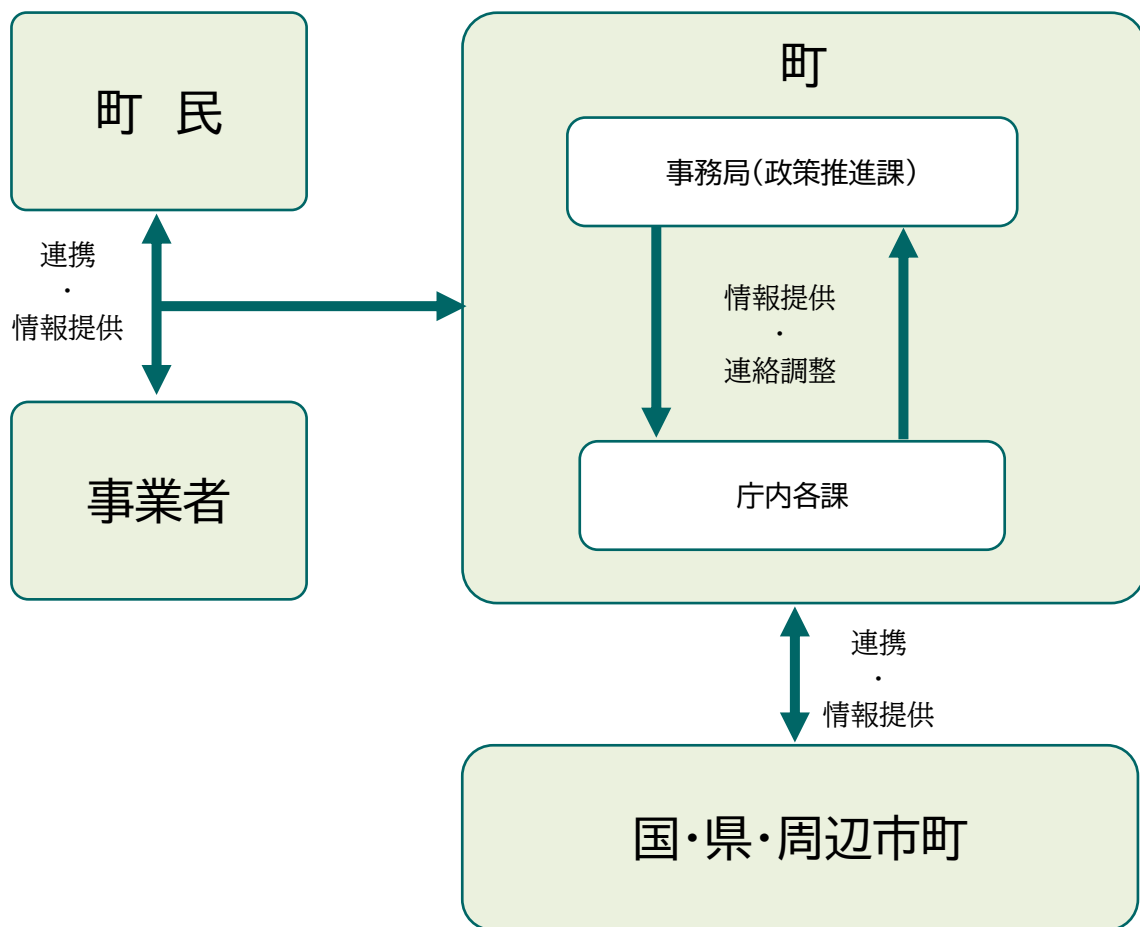 町 民
連携
・
情報提供
事業者
町
事務局(政策推進課)
情報提供
・
連絡調整
庁内各課
連携
・
情報提供
国・県・周辺市町